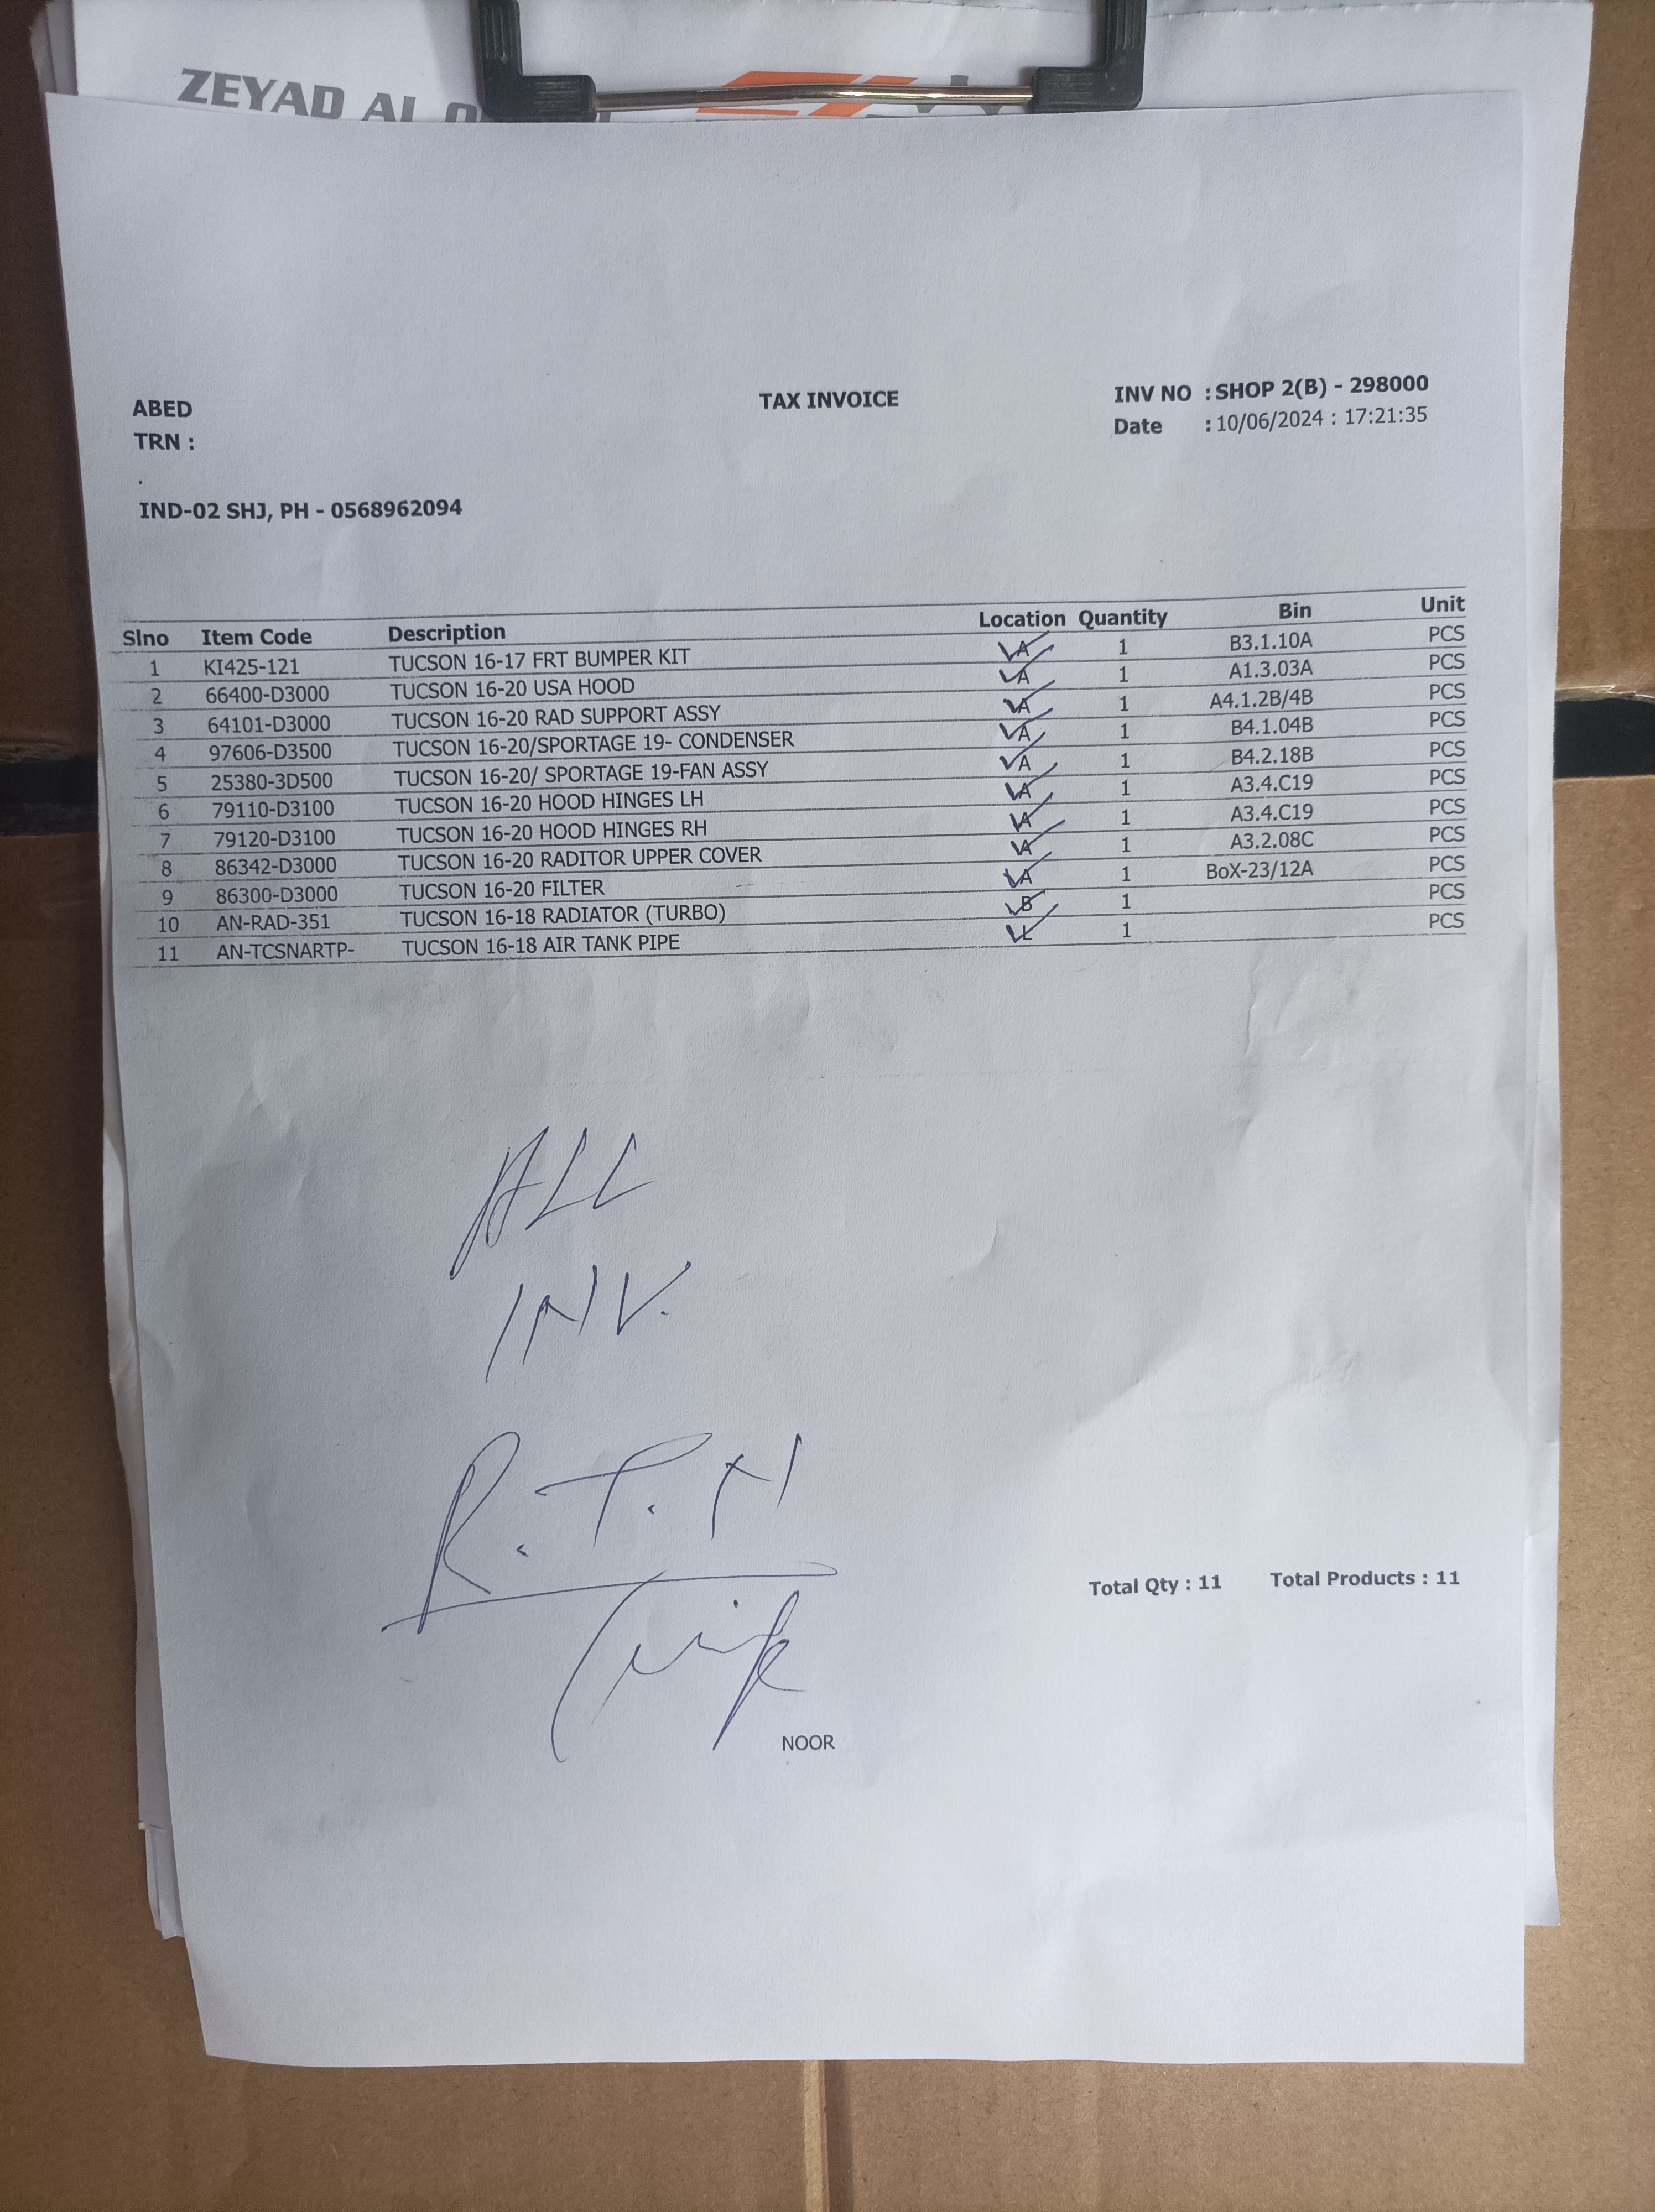 ZEYAD AL
ABED
TAX INVOICE
INV NO : SHOP 2(B) - 298000
TRN :
Date : 10/06/2024 : 17:21:35
.
IND-02 SHJ, PH - 0568962094
Slno Item Code Description Location Quantity Bin Unit
1 KI425-121 TUCSON 16-17 FRT BUMPER KIT A 1 B3.1.10A PCS
2 66400-D3000 TUCSON 16-20 USA HOOD A 1 A1.3.03A PCS
3 64101-D3000 TUCSON 16-20 RAD SUPPORT ASSY A 1 A4.1.2B/4B PCS
4 97606-D3500 TUCSON 16-20/SPORTAGE 19- CONDENSER A 1 B4.1.04B PCS
5 25380-3D500 TUCSON 16-20/ SPORTAGE 19-FAN ASSY A 1 B4.2.18B PCS
6 79110-D3100 TUCSON 16-20 HOOD HINGES LH A 1 A3.4.C19 PCS
7 79120-D3100 TUCSON 16-20 HOOD HINGES RH A 1 A3.4.C19 PCS
8 86342-D3000 TUCSON 16-20 RADITOR UPPER COVER A 1 A3.2.08C PCS
9 86300-D3000 TUCSON 16-20 FILTER A 1 BoX-23/12A PCS
10 AN-RAD-351 TUCSON 16-18 RADIATOR (TURBO) B 1 PCS
11 AN-TCSNARTP- TUCSON 16-18 AIR TANK PIPE L 1 PCS
ALL
INV.
R.T.N
Total Qty : 11 Total Products : 11
NOOR